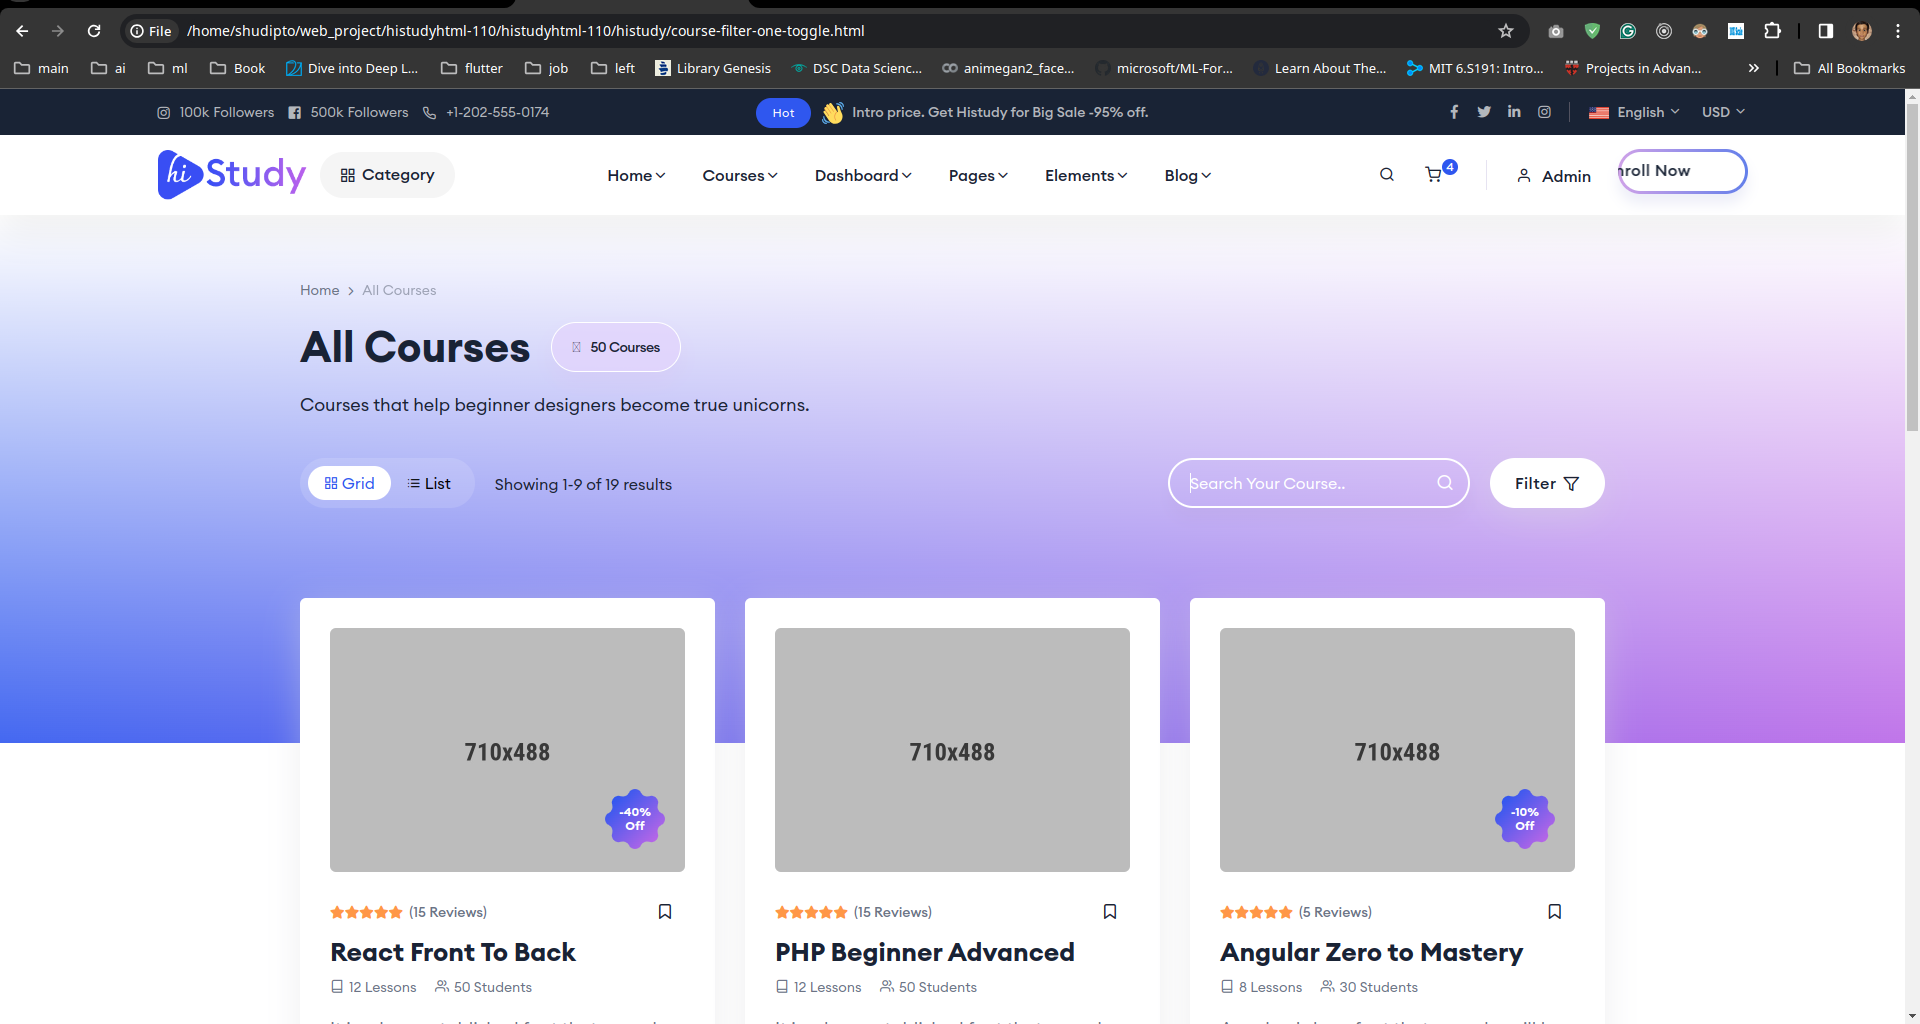 File /home/shudipto/web_project/histudyhtml-110/histudyhtml-110/histudy/course-filter-one-toggle.html
main ai ml Book Dive into Deep L... flutter job left Library Genesis DSC Data Scienc... animegan2_face... microsoft/ML-For... Learn About The... MIT 6.S191: Intro... Projects in Advan... » All Bookmarks
100k Followers 500k Followers +1-202-555-0174 Hot Intro price. Get Histudy for Big Sale -95% off. English USD
hi Study Category Home Courses Dashboard Pages Elements Blog 4 Admin nroll Now
Home > All Courses
All Courses 50 Courses
Courses that help beginner designers become true unicorns.
Grid List Showing 1-9 of 19 results Search Your Course.. Filter
710x488 710x488 710x488
-40% Off -10% Off
(15 Reviews) (15 Reviews) (5 Reviews)
React Front To Back PHP Beginner Advanced Angular Zero to Mastery
12 Lessons 50 Students 12 Lessons 50 Students 8 Lessons 30 Students